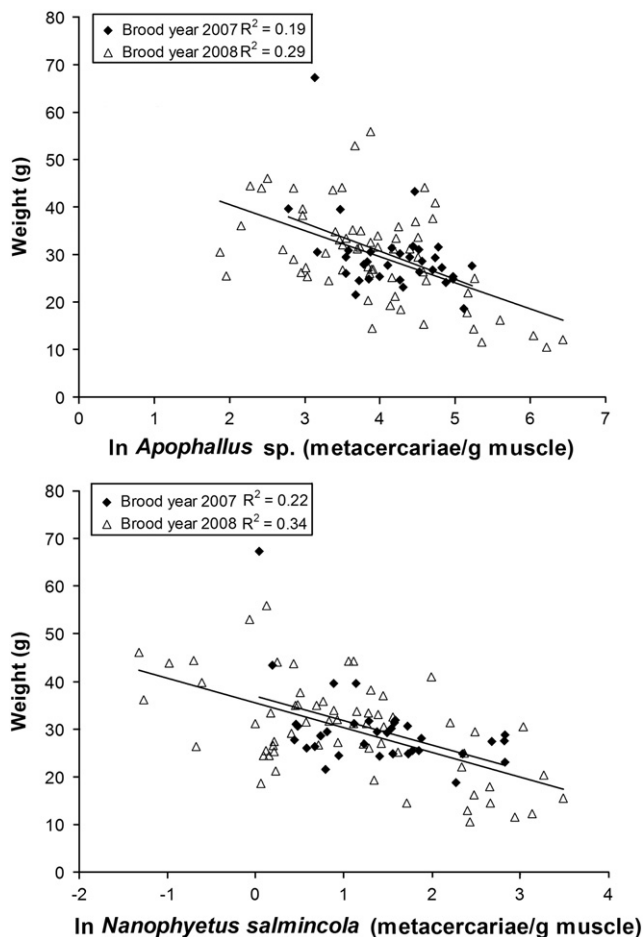 ◆ Brood year 2007 R² = 0.19
△ Brood year 2008 R² = 0.29
Weight (g)
80
70
60
50
40
30
20
10
0
0 1 2 3 4 5 6 7
ln Apophallus sp. (metacercariae/g muscle)
◆ Brood year 2007 R² = 0.22
△ Brood year 2008 R² = 0.34
Weight (g)
80
70
60
50
40
30
20
10
0
-2 -1 0 1 2 3 4
ln Nanophyetus salmincola (metacercariae/g muscle)